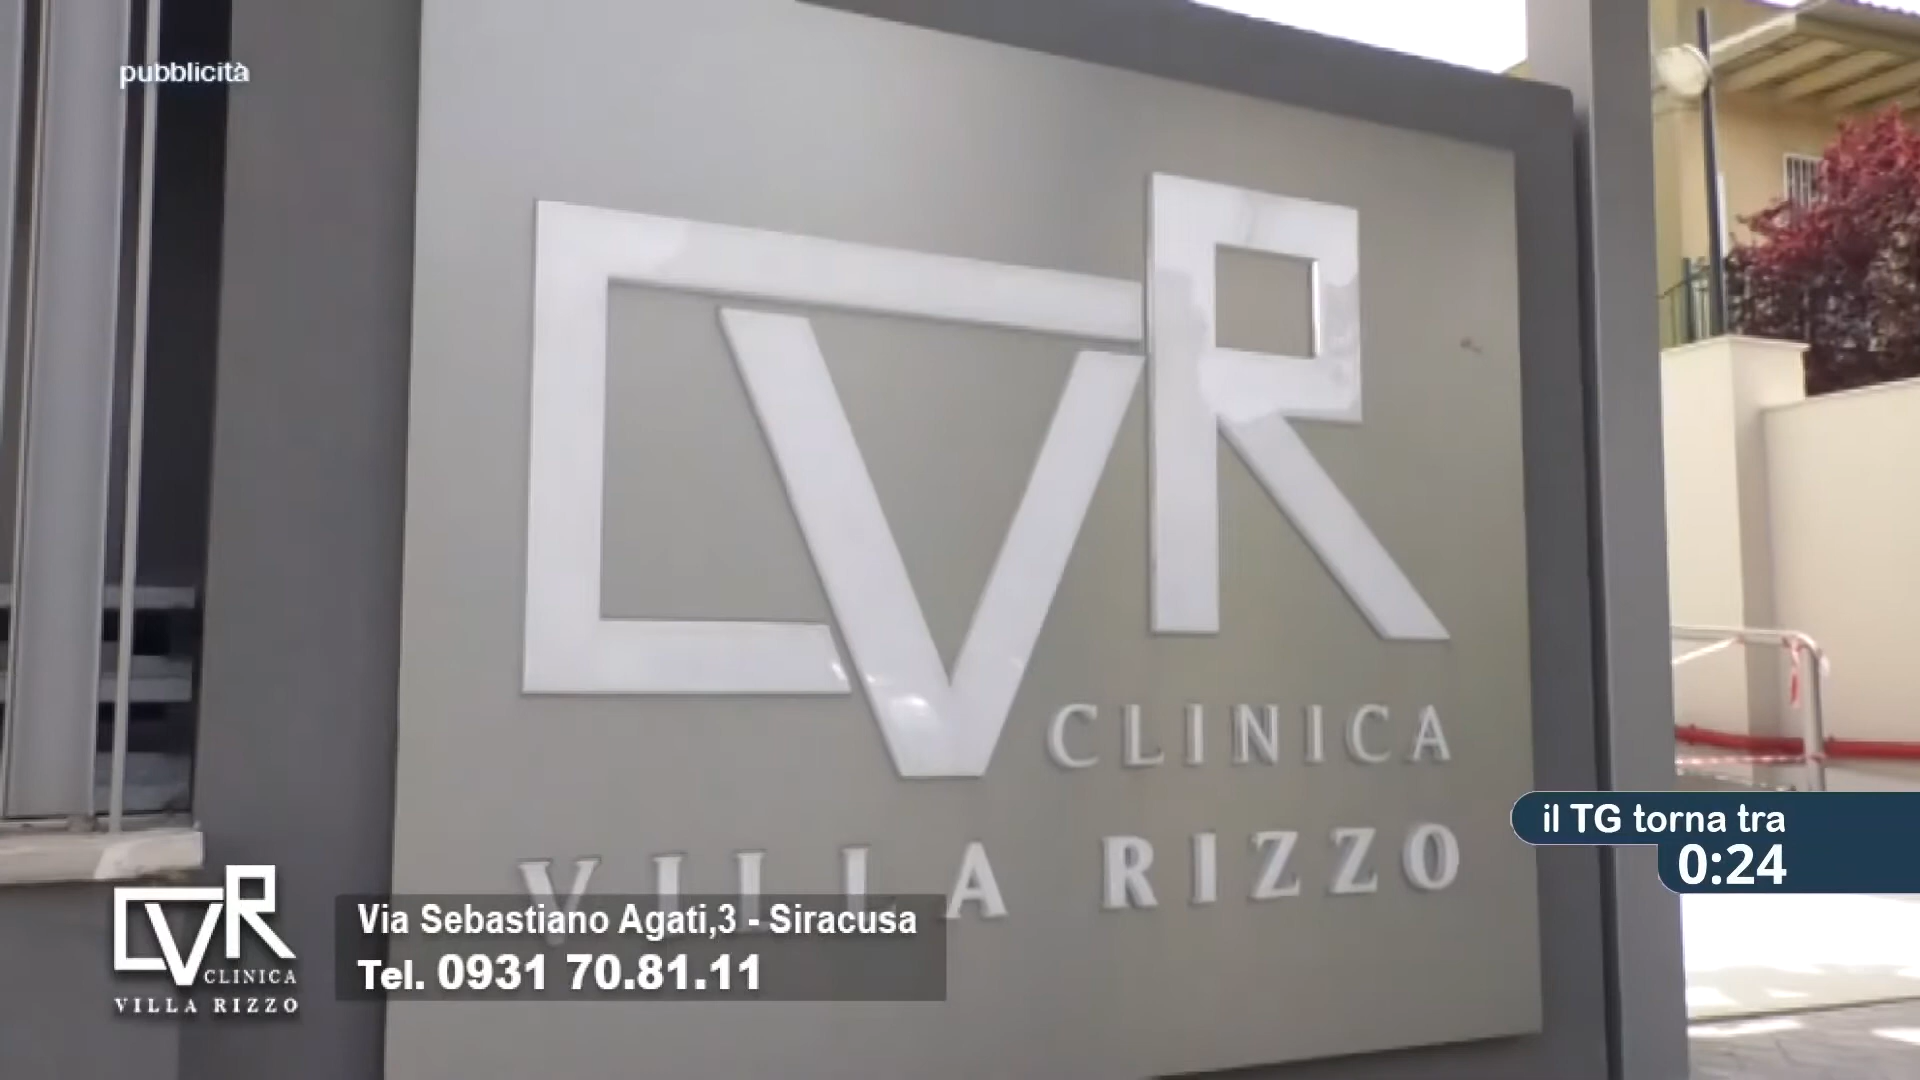 pubblicità
CVR
CLINICA
VILLA RIZZO
il TG torna tra
0:24
CVR
CLINICA
VILLA RIZZO
Via Sebastiano Agati,3 - Siracusa
Tel. 0931 70.81.11